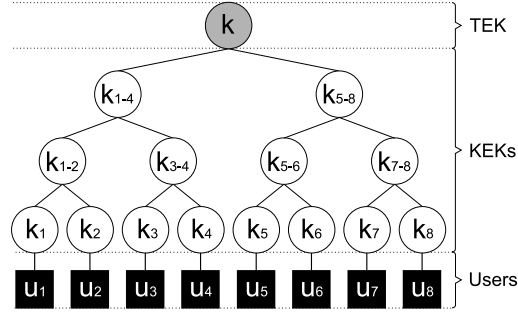 k TEK
k1-4 k5-8
KEKs
k1-2 k3-4 k5-6 k7-8
k1 k2 k3 k4 k5 k6 k7 k8
u1 u2 u3 u4 u5 u6 u7 u8 Users